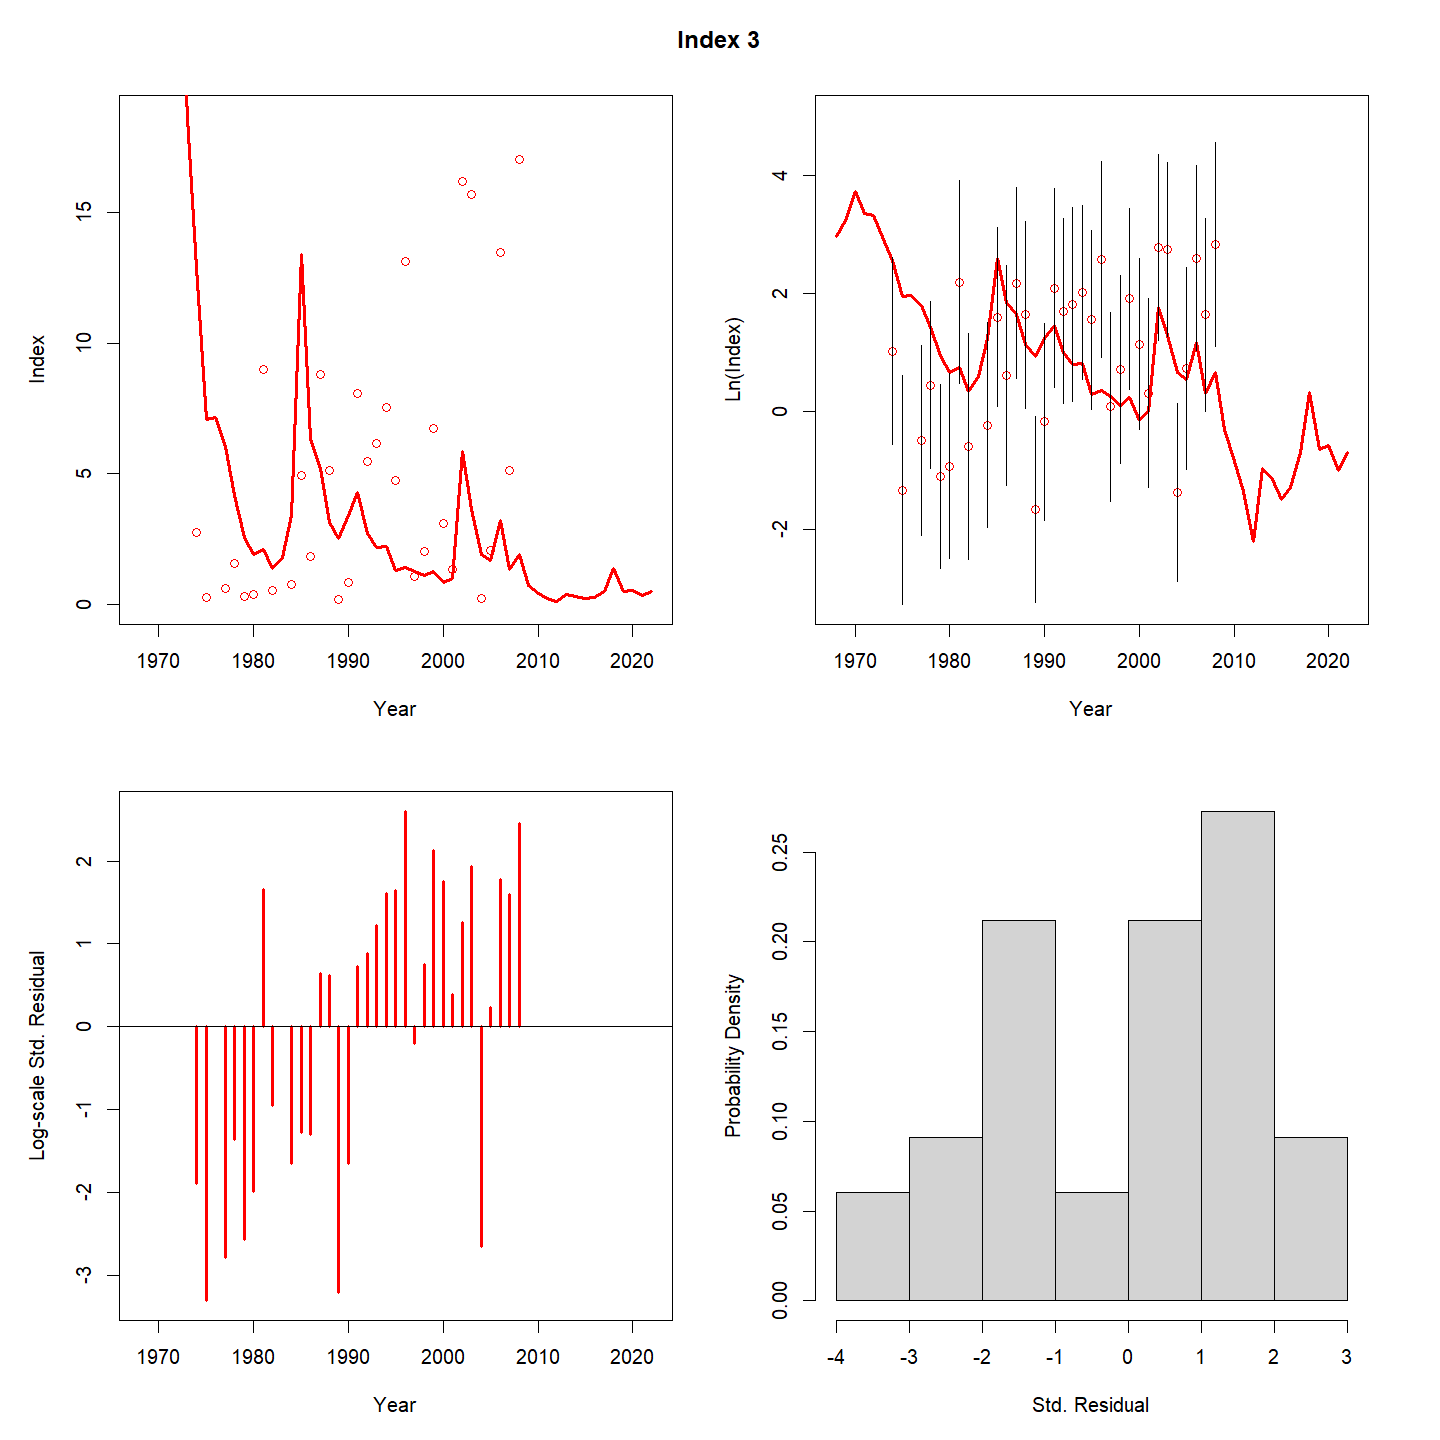 Index 3
Index
15
10
5
0
1970 1980 1990 2000 2010 2020
Year
Ln(Index)
4
2
0
-2
1970 1980 1990 2000 2010 2020
Year
Log-scale Std. Residual
2
1
0
-1
-2
-3
1970 1980 1990 2000 2010 2020
Year
Probability Density
0.25
0.20
0.15
0.10
0.05
0.00
-4 -3 -2 -1 0 1 2 3
Std. Residual